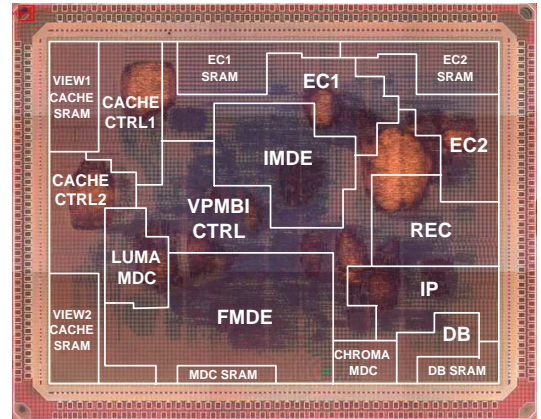 EC1
SRAM
EC1
EC2
SRAM
VIEW1
CACHE
SRAM
CACHE
CTRL1
IMDE
EC2
CACHE
CTRL2
VPMBI
CTRL
REC
LUMA
MDC
IP
VIEW2
CACHE
SRAM
FMDE
DB
CHROMA
MDC
MDC SRAM
DB SRAM